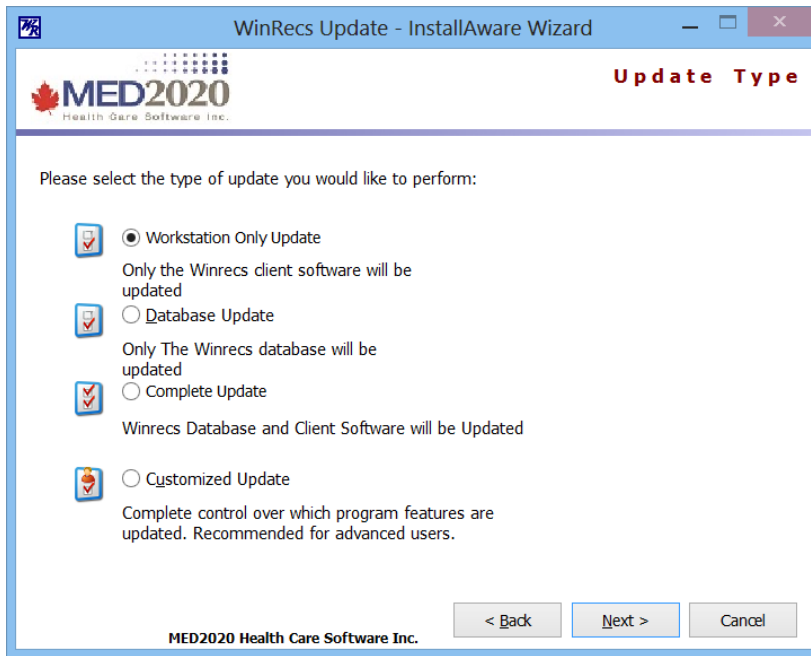 WR
WinRecs Update - InstallAware Wizard
MED2020
Health Care Software Inc.
Update Type
Please select the type of update you would like to perform:
Workstation Only Update
Only the Winrecs client software will be
updated
Database Update
Only The Winrecs database will be
updated
Complete Update
Winrecs Database and Client Software will be Updated
Customized Update
Complete control over which program features are
updated. Recommended for advanced users.
< Back
Next >
Cancel
MED2020 Health Care Software Inc.